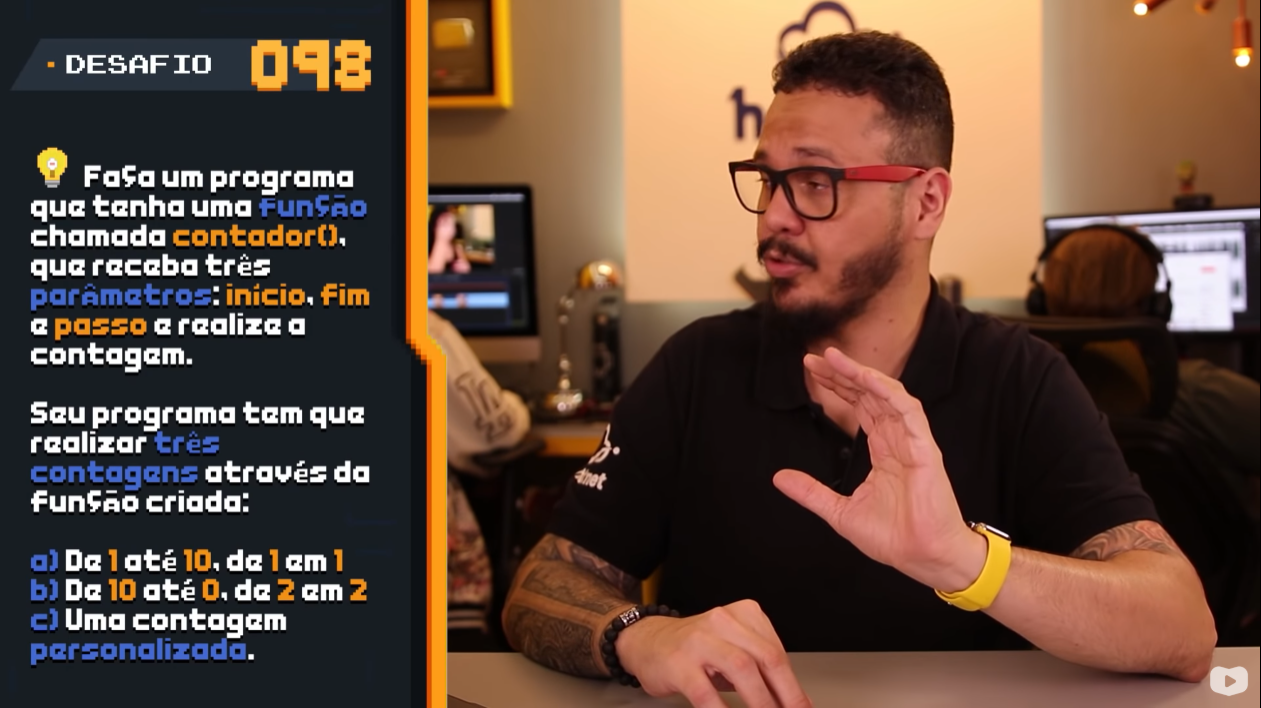 DESAFIO 098
Faça um programa
que tenha uma função
chamada contador(),
que receba três
parâmetros: início, fim
e passo e realize a
contagem.
Seu programa tem que
realizar três
contagens através da
função criada:
a) De 1 até 10, de 1 em 1
b) De 10 até 0, de 2 em 2
c) Uma contagem
personalizada.